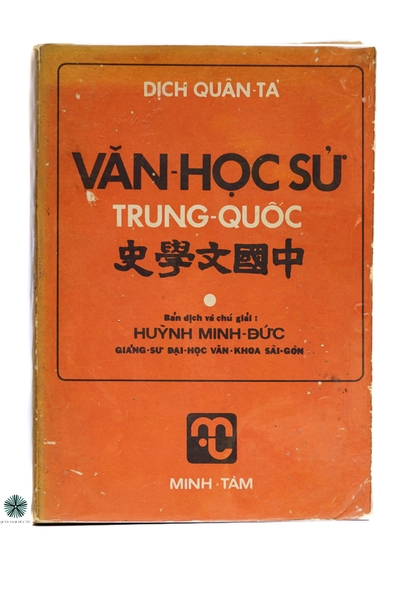 DỊCH QUÂN-TẢ
VĂN-HỌC SỬ
TRUNG-QUỐC
史學文國中
Bản dịch và chú giải :
HUỲNH MINH-ĐỨC
GIẢNG-SƯ ĐẠI-HỌC VĂN-KHOA SÀI-GÒN
MINH-TÂM